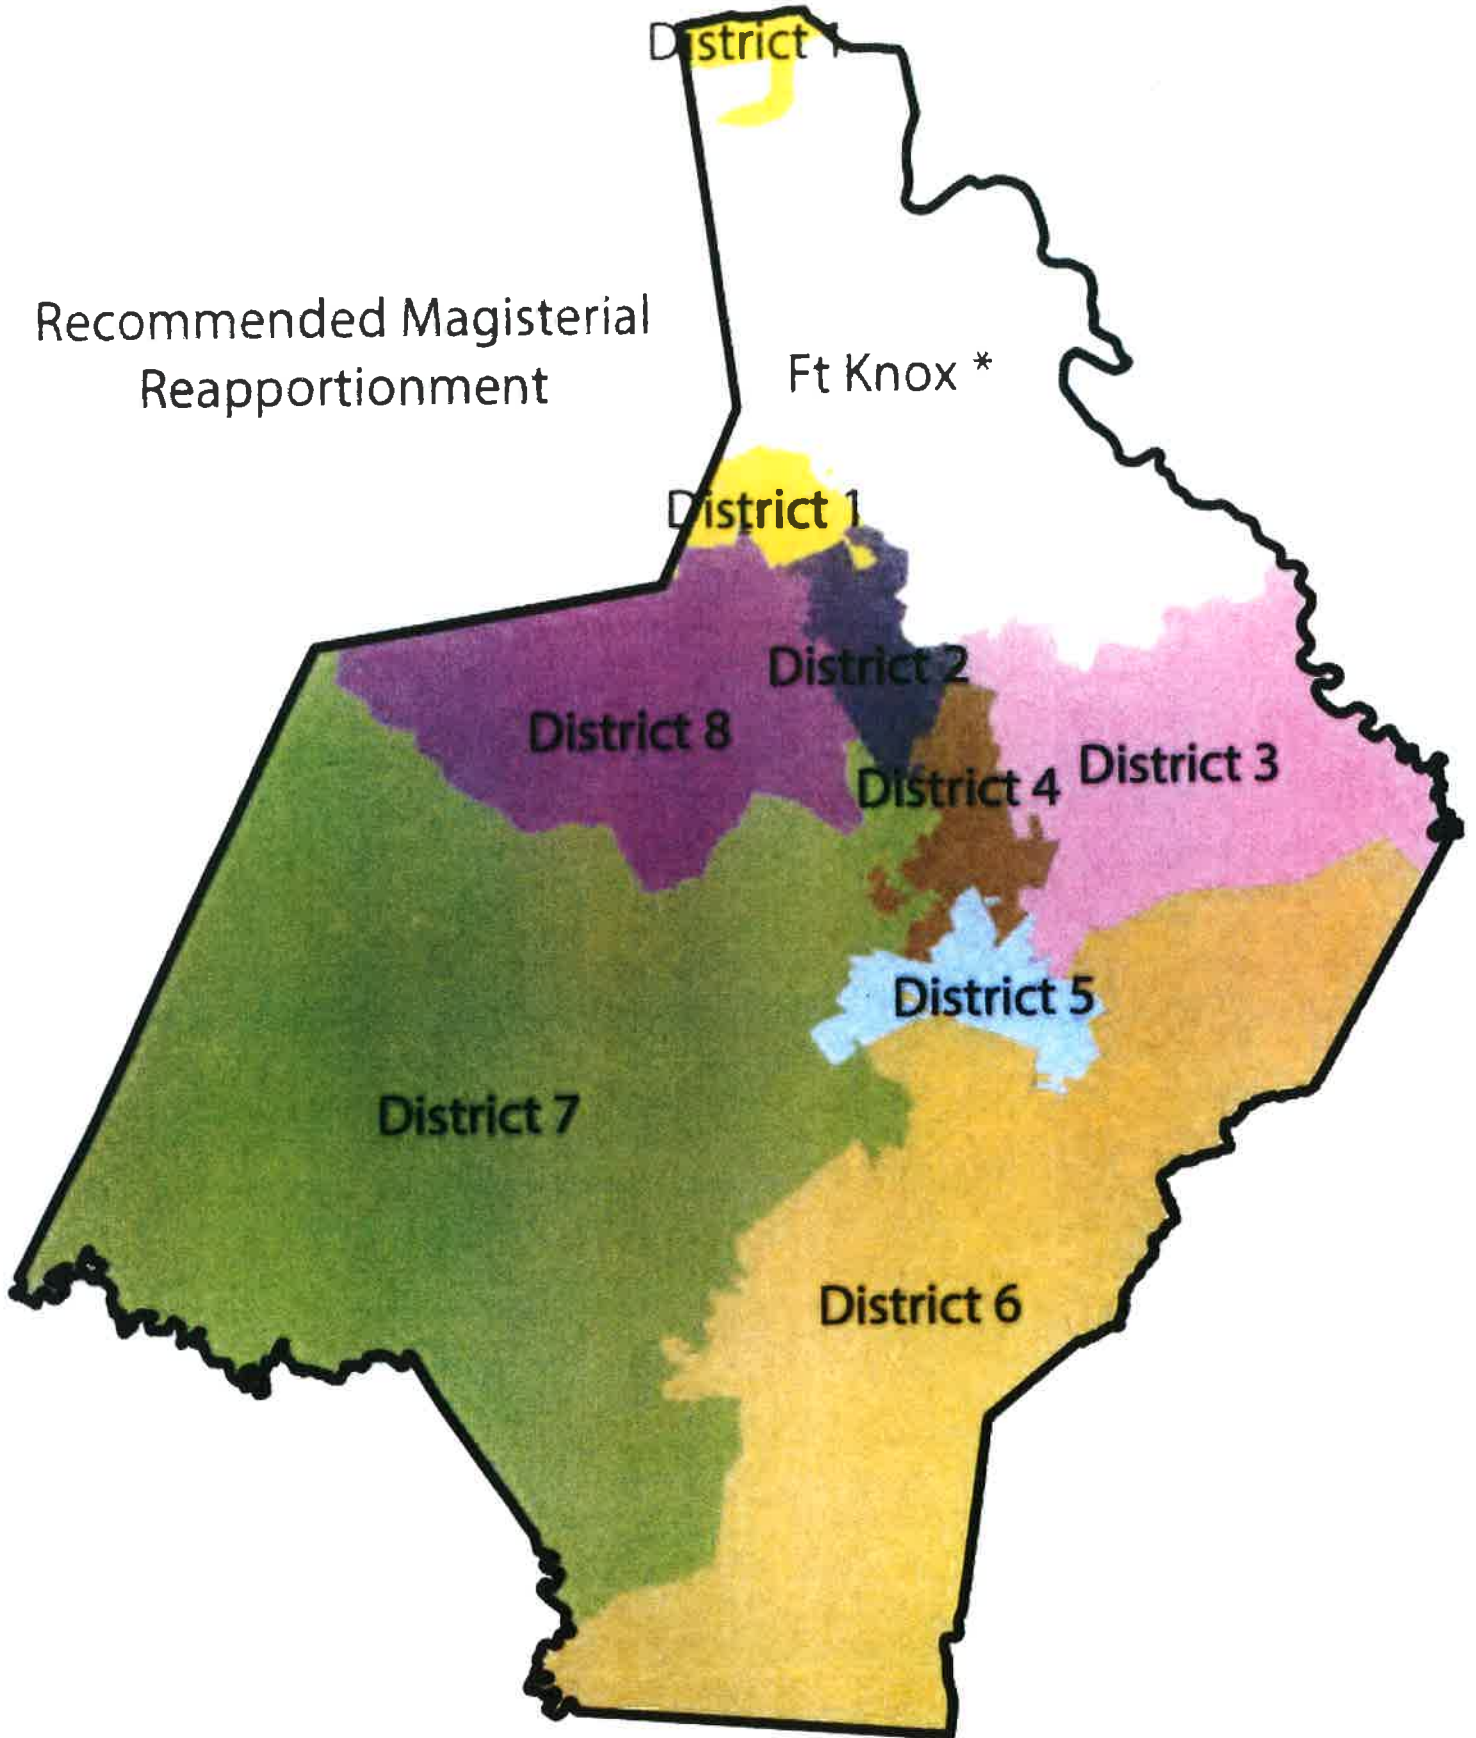 District 1
Recommended Magisterial
Reapportionment
Ft Knox *
District 1
District 2
District 8
District 3
District 4
District 5
District 7
District 6